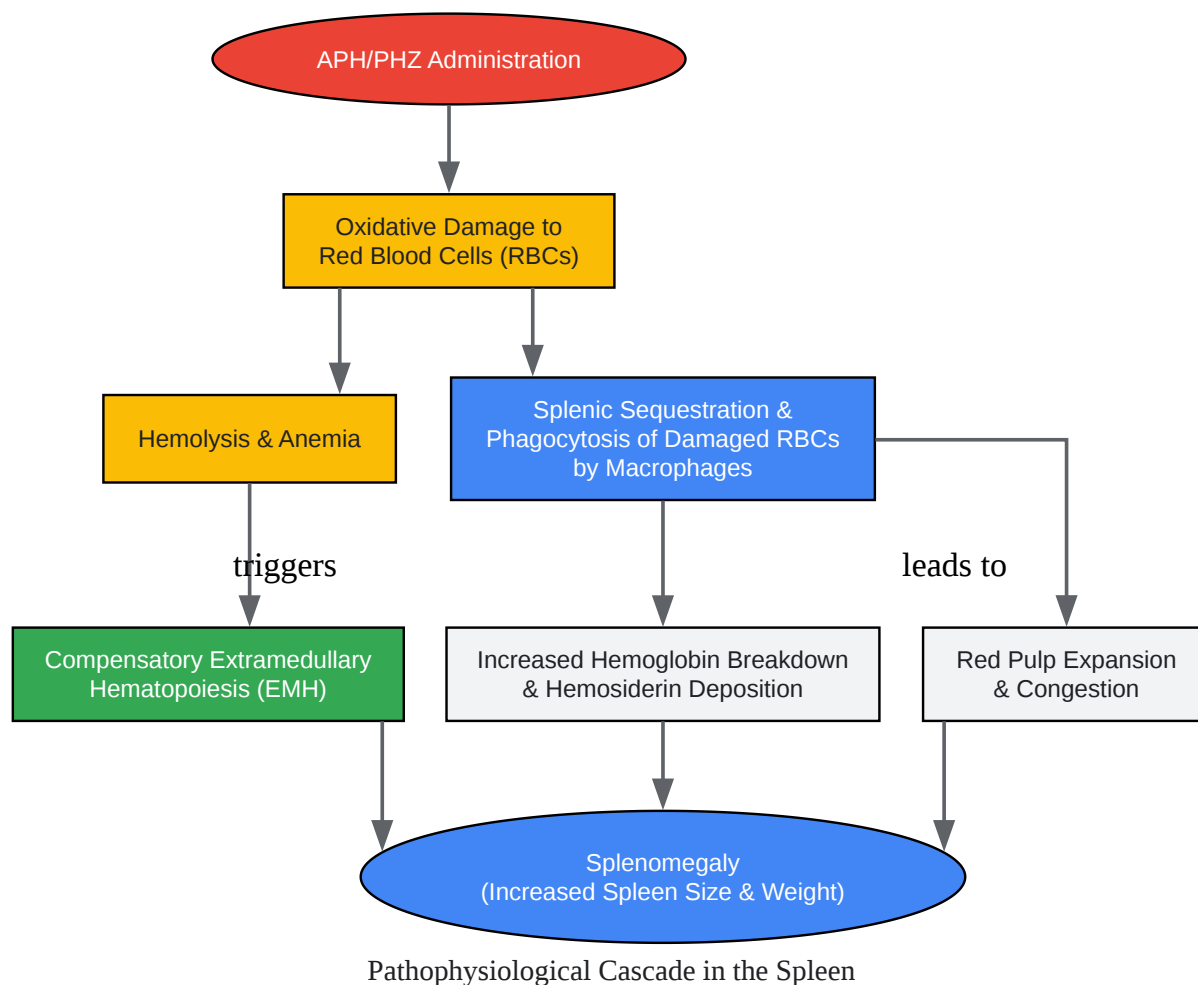 APH/PHZ Administration
Oxidative Damage to
Red Blood Cells (RBCs)
Hemolysis & Anemia
Splenic Sequestration &
Phagocytosis of Damaged RBCs
by Macrophages
triggers
leads to
Compensatory Extramedullary
Hematopoiesis (EMH)
Increased Hemoglobin Breakdown
& Hemosiderin Deposition
Red Pulp Expansion
& Congestion
Splenomegaly
(Increased Spleen Size & Weight)
Pathophysiological Cascade in the Spleen